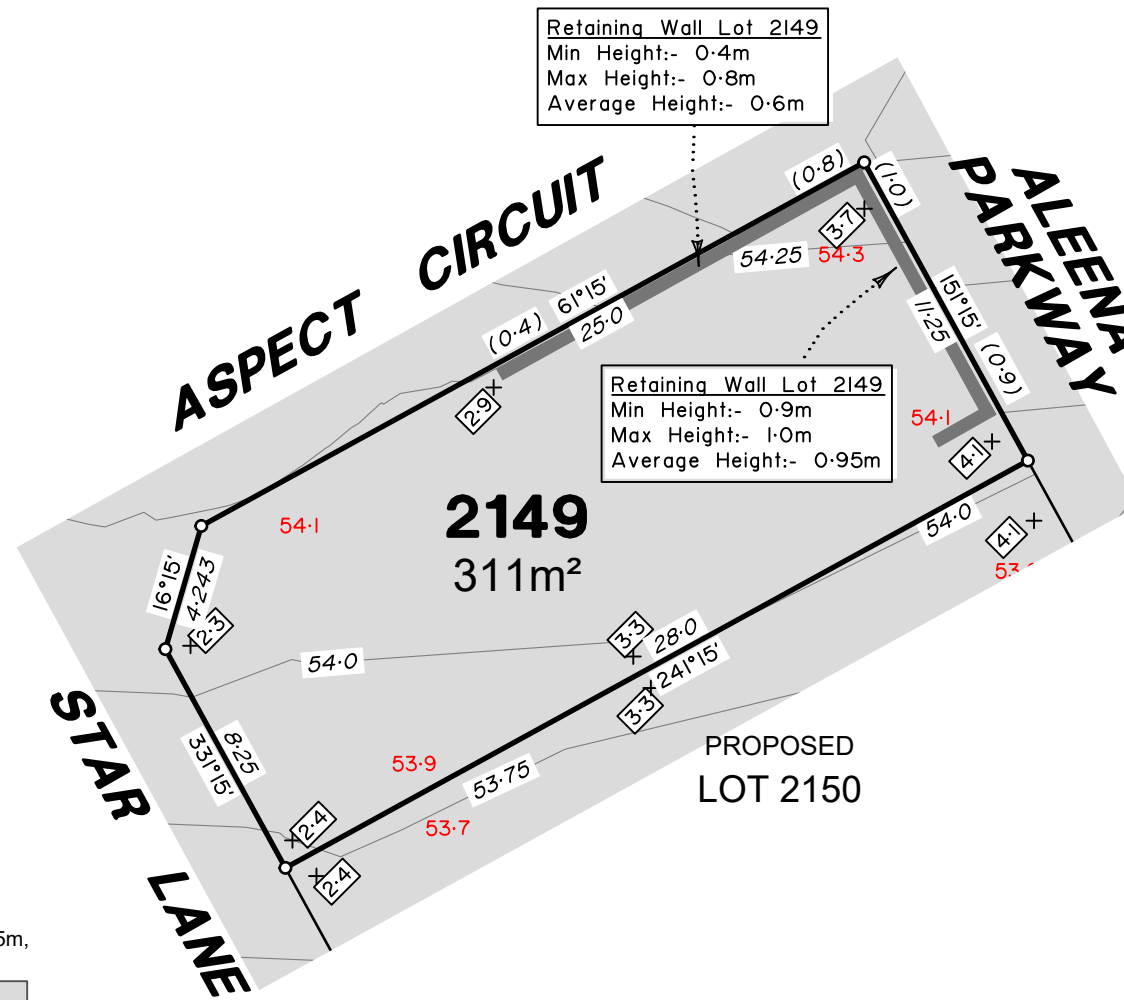 Retaining Wall Lot 2149
Min Height:- 0·4m
Max Height:- 0·8m
Average Height:- 0·6m
ASPECT CIRCUIT
ALEENA
PARKWAY
(0·8)
(1·0)
3·7
54·3
54·25
61°15'
25·0
(0·4)
151°15'
11·25
(0·9)
2·9
Retaining Wall Lot 2149
Min Height:- 0·9m
Max Height:- 1·0m
Average Height:- 0·95m
54·1
4·1
2149
311m²
54·1
54·0
4·1
16°15'
4·243
2·3
3·3
28·0
241°15'
3·3
54·0
STAR LANE
331°15'
8·25
53·9
53·75
53·7
PROPOSED
LOT 2150
2·4
2·4
5m,